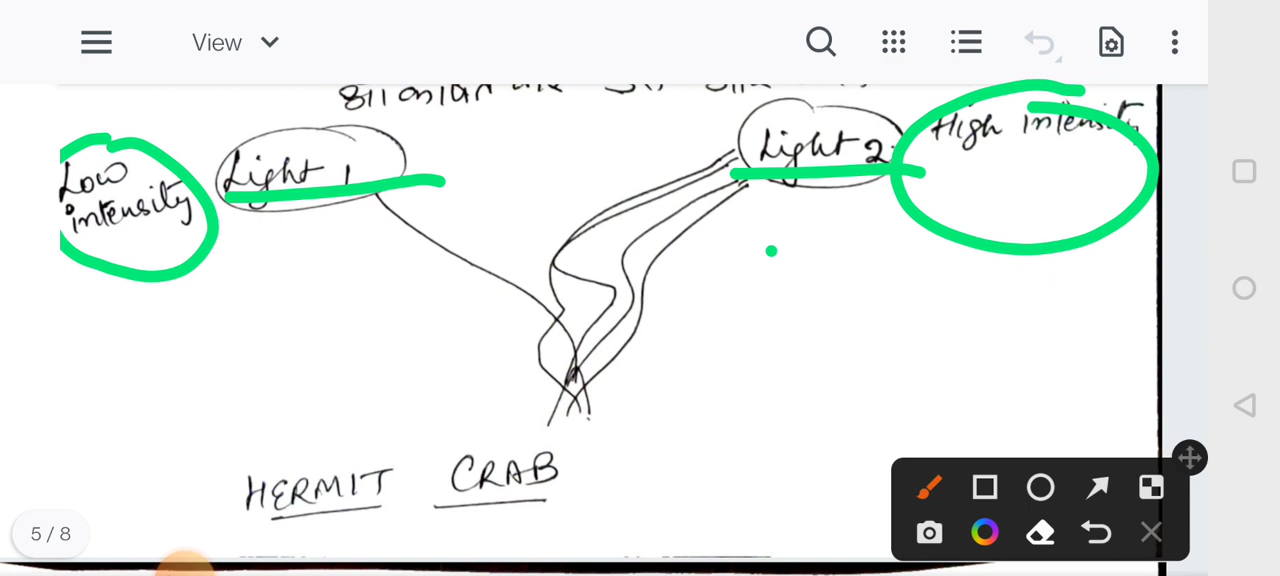 View
Low
intensity
Light 1
Light 2
High intensity
HERMIT CRAB
5 / 8